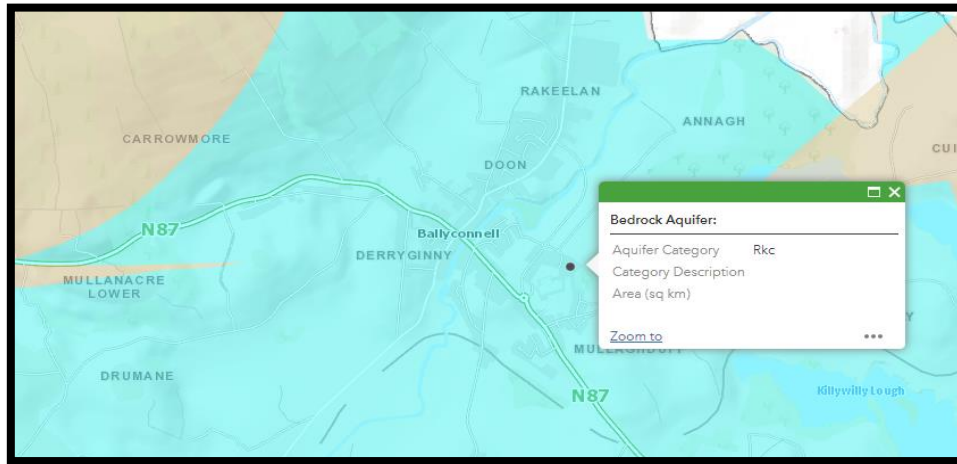 RAKEELAN
ANNAGH
CARROWMORE
CUI
DOON
Bedrock Aquifer:
N87
Ballyconnell
DERRYGINNY
Aquifer Category Rkc
Category Description
Area (sq km)
MULLANACRE
LOWER
Y
Zoom to
MULLAGHDUFF
DRUMANE
N87
Killywilly Lough